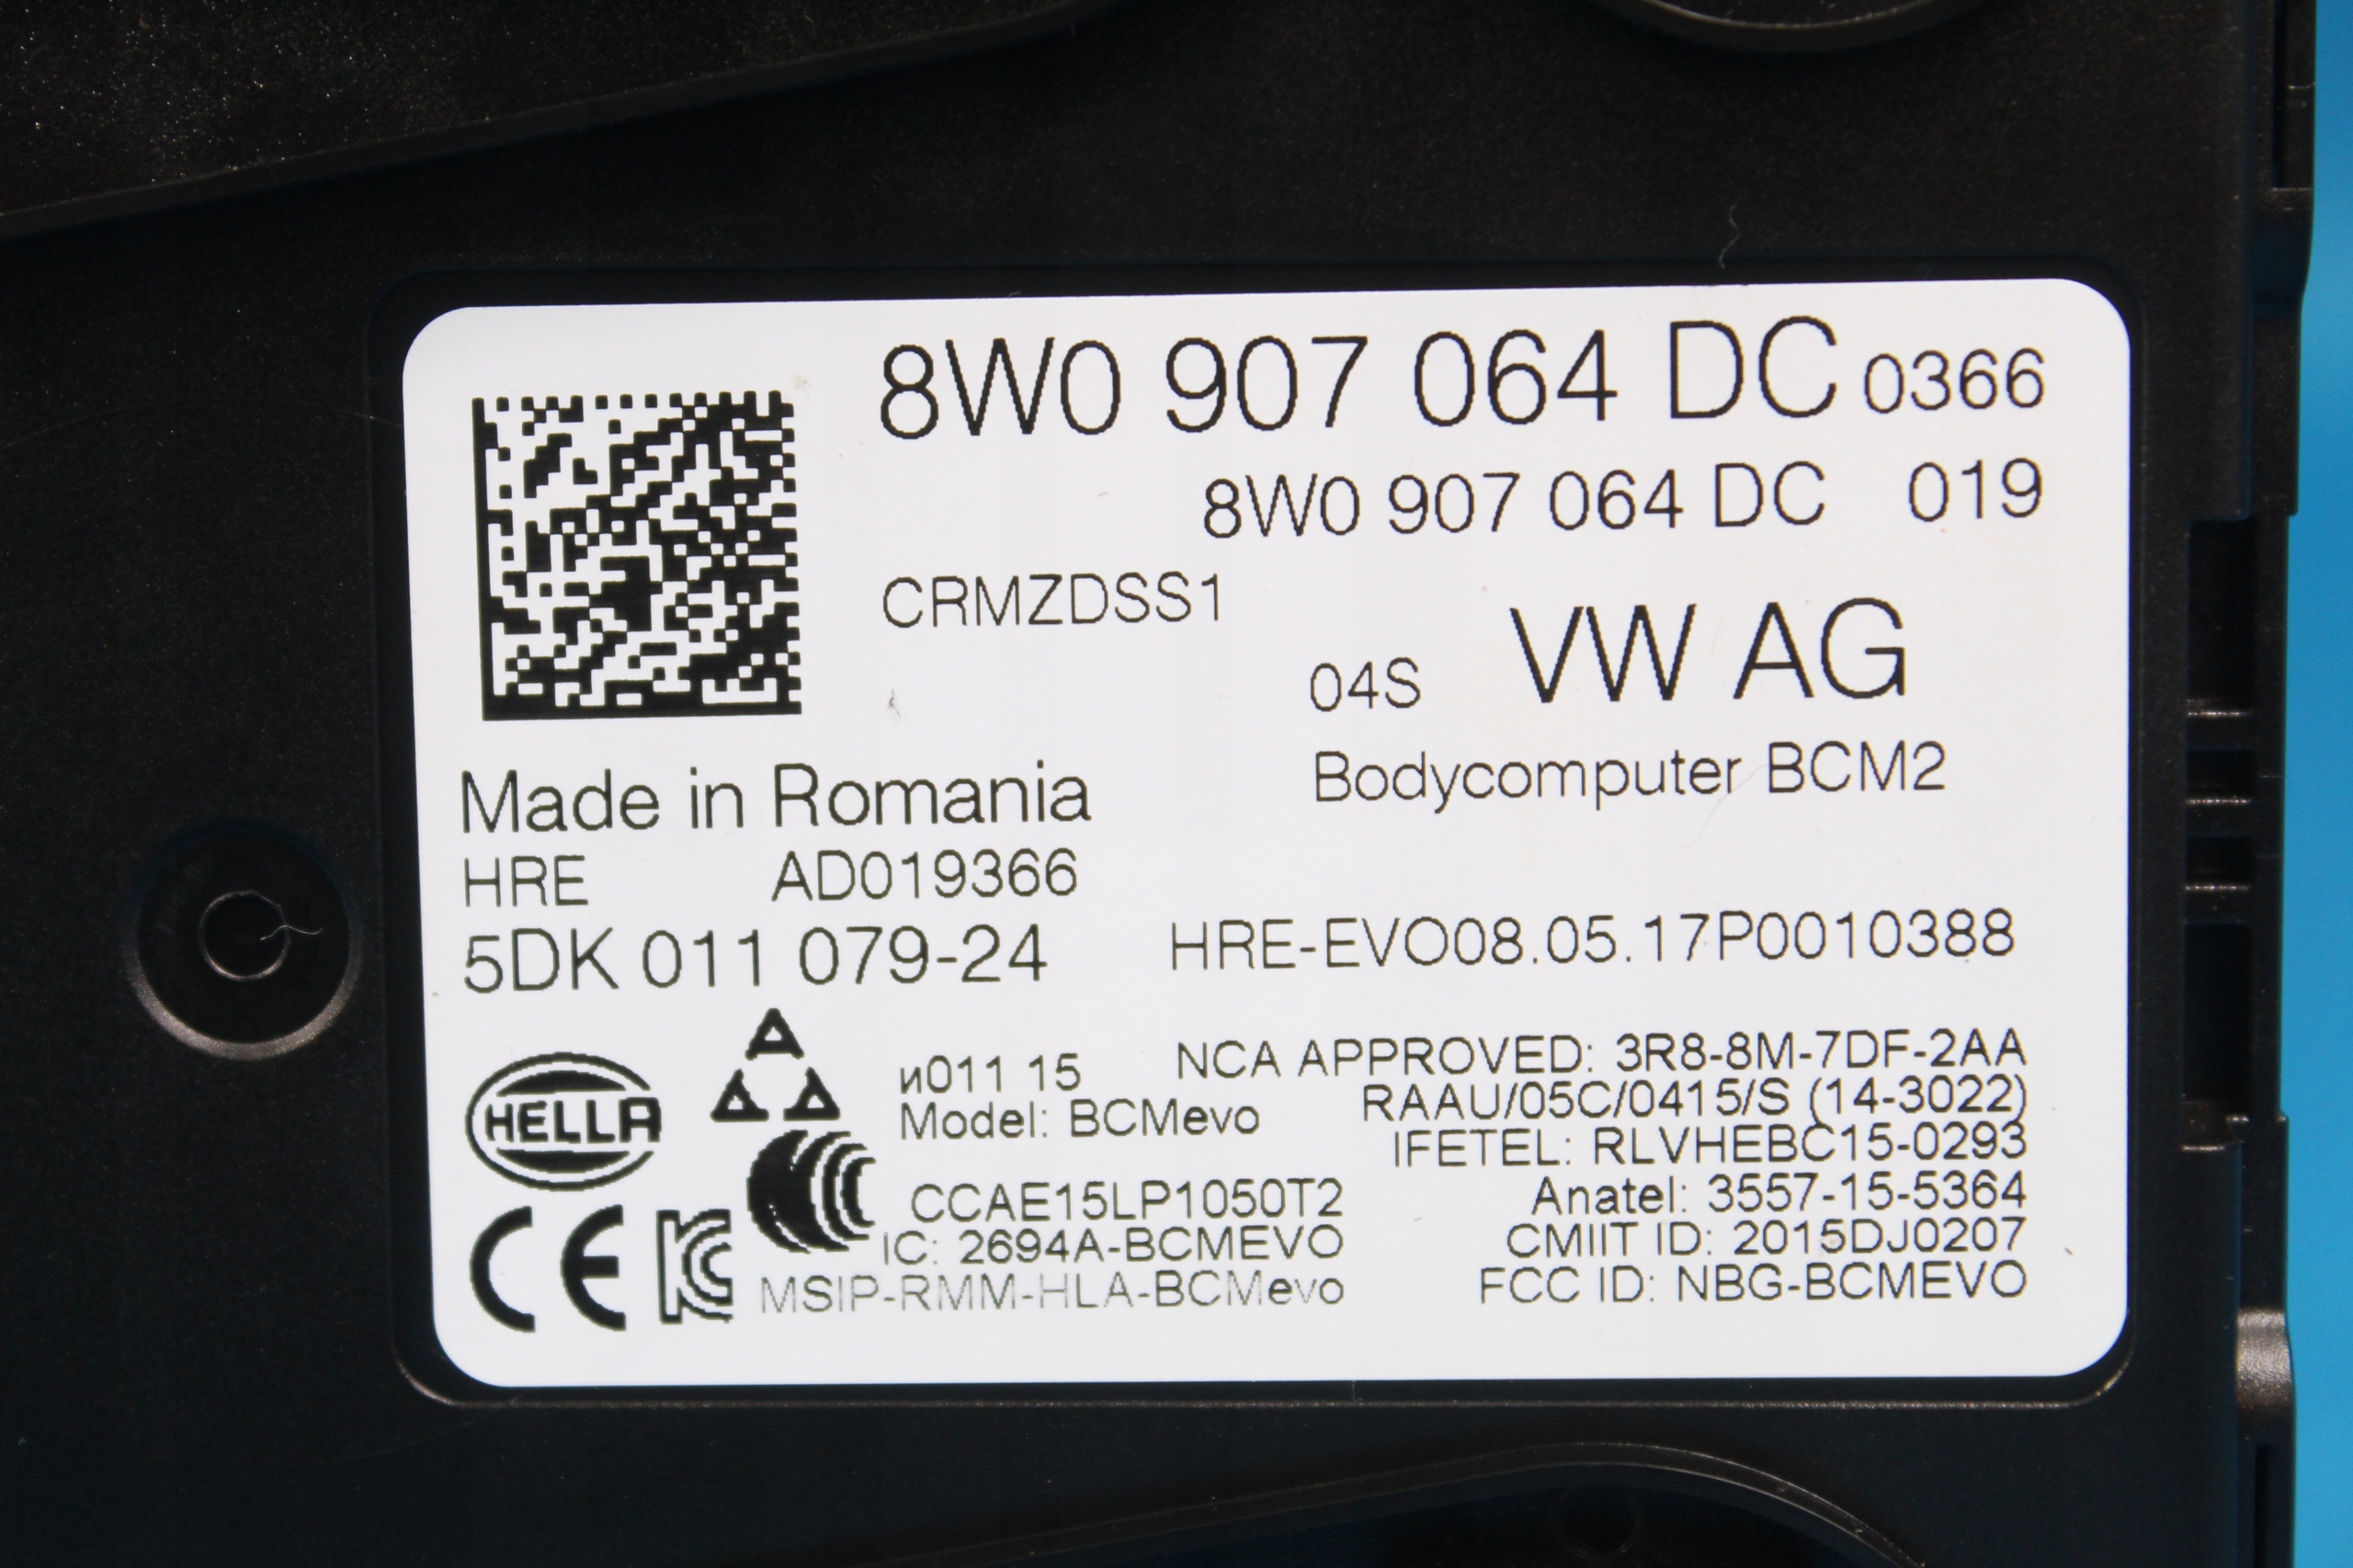 8W0 907 064 DC 0366
8W0 907 064 DC 019
CRMZDSS1
04S VW AG
Bodycomputer BCM2
Made in Romania
HRE AD019366
5DK 011 079-24 HRE-EVO08.05.17P0010388
HELLA
и011 15
Model: BCMevo
NCA APPROVED: 3R8-8M-7DF-2AA
RAAU/05C/0415/S (14-3022)
IFETEL: RLVHEBC15-0293
CCAE15LP1050T2
Anatel: 3557-15-5364
IC: 2694A-BCMEVO
CMIIT ID: 2015DJ0207
CE
MSIP-RMM-HLA-BCMevo
FCC ID: NBG-BCMEVO